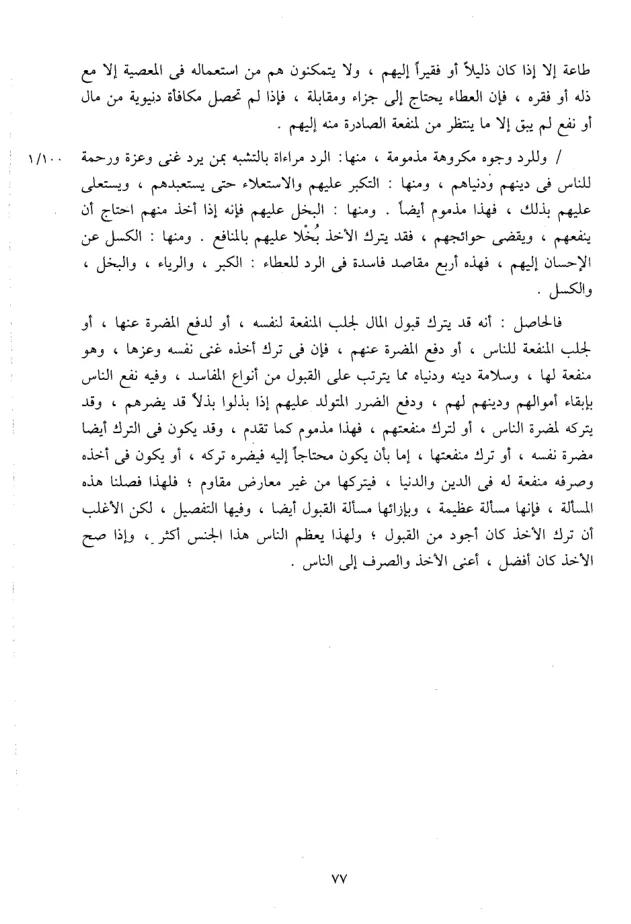 طاعة إلا إذا كان ذليلاً أو فقيراً إليهم ، ولا يتمكنون هم من استعماله فى المعصية إلا مع
ذله أو فقره ، فإن العطاء يحتاج إلى جزاء ومقابلة ، فإذا لم تحصل مكافأة دنيوية من مال
أو نفع لم يبق إلا ما ينتظر من لمنفعة الصادرة منه إليهم .
١/١٠٠ / وللرد وجوه مكروهة مذمومة ، منها: الرد مراءاة بالتشبه بمن يرد غنى وعزة ورحمة
للناس فى دينهم ودنياهم ، ومنها : التكبر عليهم والاستعلاء حتى يستعبدهم ، ويستعلى
عليهم بذلك ، فهذا مذموم أيضاً . ومنها : البخل عليهم فإنه إذا أخذ منهم احتاج أن
ينفعهم ، ويقضى حوائجهم ، فقد يترك الأخذ بُخْلا عليهم بالمنافع . ومنها : الكسل عن
الإحسان إليهم ، فهذه أربع مقاصد فاسدة فى الرد للعطاء : الكبر ، والرياء ، والبخل ،
والكسل .
فالحاصل : أنه قد يترك قبول المال لجلب المنفعة لنفسه ، أو لدفع المضرة عنها ، أو
لجلب المنفعة للناس ، أو دفع المضرة عنهم ، فإن فى ترك أخذه غنى نفسه وعزها ، وهو
منفعة لها ، وسلامة دينه ودنياه مما يترتب على القبول من أنواع المفاسد ، وفيه نفع الناس
بإبقاء أموالهم ودينهم لهم ، ودفع الضرر المتولد عليهم إذا بذلوا بذلاً قد يضرهم ، وقد
يتركه لمضرة الناس ، أو لترك منفعتهم ، فهذا مذموم كما تقدم ، وقد يكون فى الترك أيضا
مضرة نفسه ، أو ترك منفعتها ، إما بأن يكون محتاجاً إليه فيضره تركه ، أو يكون فى أخذه
وصرفه منفعة له فى الدين والدنيا ، فيتركها من غير معارض مقاوم ؛ فلهذا فصلنا هذه
المسألة ، فإنها مسألة عظيمة ، وبإزائها مسألة القبول أيضا ، وفيها التفصيل ، لكن الأغلب
أن ترك الأخذ كان أجود من القبول ؛ ولهذا يعظم الناس هذا الجنس أكثر ، وإذا صح
الأخذ كان أفضل ، أعنى الأخذ والصرف إلى الناس .
٧٧